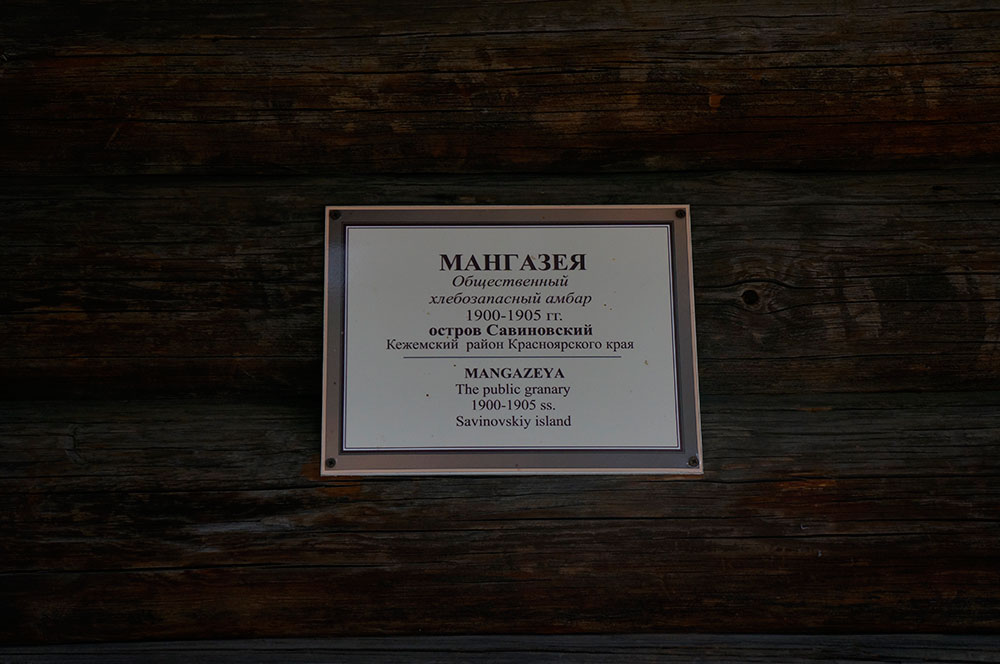 МАНГАЗЕЯ
Общественный
хлебозапасный амбар
1900-1905 гг.
остров Савиновский
Кежемский район Красноярского края
MANGAZEYA
The public granary
1900-1905 ss.
Savinovskiy island